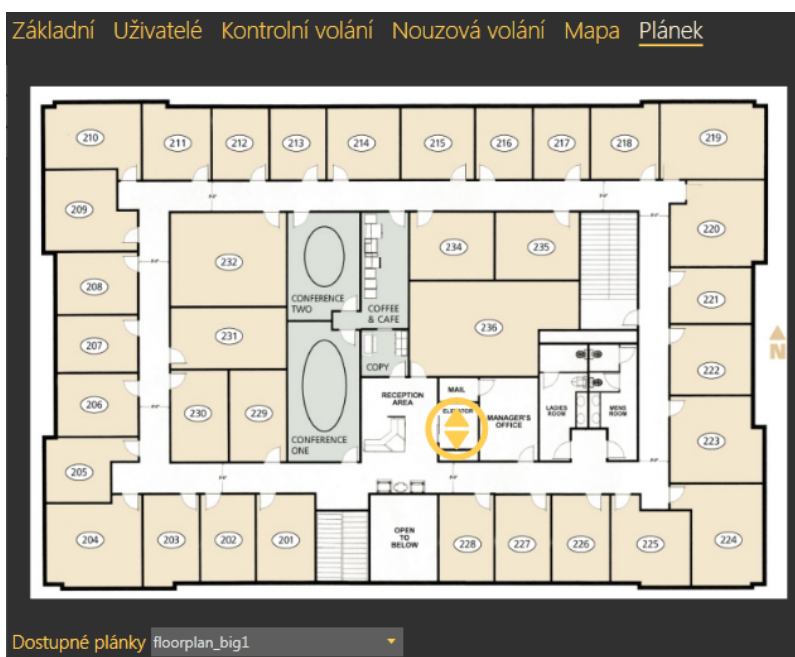 Základní Uživatelé Kontrolní volání Nouzová volání Mapa Plánek
210 211 212 213 214 215 216 217 218 219
209
220
232
234 235
208
CONFERENCE
TWO
COFFEE
& CAFE
221
207
231
236
N
COPY
222
206
230 229
RECEPTION
AREA
MAIL
ELEVATOR
MANAGER'S
OFFICE
LADIES
ROOM
MENS
ROOM
CONFERENCE
ONE
223
205
204 203 202 201
OPEN
TO
BELOW
228 227 226 225 224
Dostupné plánky floorplan_big1